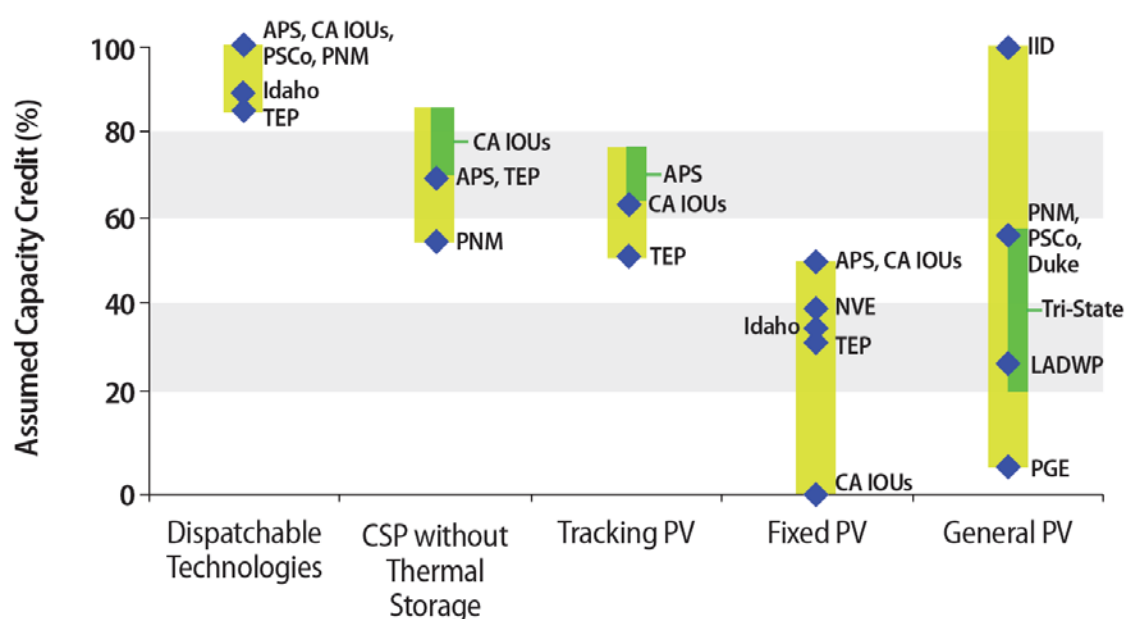 Assumed Capacity Credit (%)
100
80
60
40
20
0
APS, CA IOUs,
PSCo, PNM
Idaho
TEP
CA IOUs
APS, TEP
PNM
APS
CA IOUs
TEP
APS, CA IOUs
NVE
Idaho
TEP
CA IOUs
IID
PNM,
PSCo,
Duke
Tri-State
LADWP
PGE
Dispatchable
Technologies
CSP without
Thermal
Storage
Tracking PV
Fixed PV
General PV